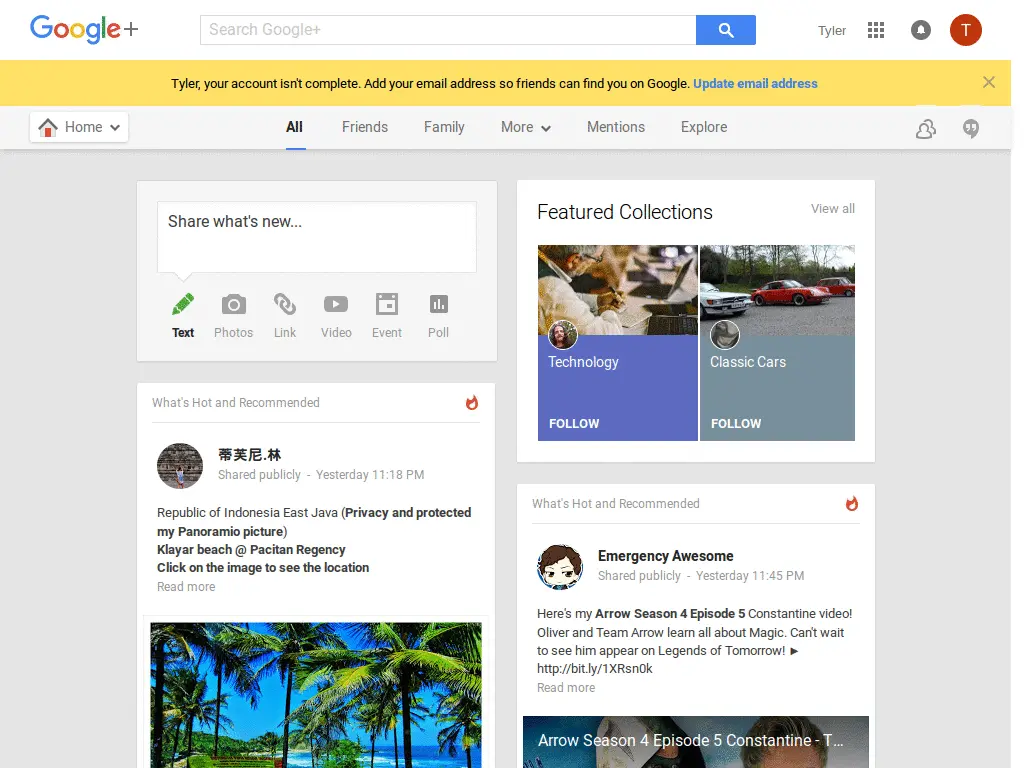 Google+
Search Google+
Tyler
T
Tyler, your account isn't complete. Add your email address so friends can find you on Google. Update email address
Home
All
Friends
Family
More
Mentions
Explore
Share what's new...
Text
Photos
Link
Video
Event
Poll
Featured Collections
View all
Technology
FOLLOW
Classic Cars
FOLLOW
What's Hot and Recommended
蒂芙尼.林
Shared publicly - Yesterday 11:18 PM
Republic of Indonesia East Java (Privacy and protected
my Panoramio picture)
Klayar beach @ Pacitan Regency
Click on the image to see the location
Read more
What's Hot and Recommended
Emergency Awesome
Shared publicly - Yesterday 11:45 PM
Here's my Arrow Season 4 Episode 5 Constantine video!
Oliver and Team Arrow learn all about Magic. Can't wait
to see him appear on Legends of Tomorrow! ►
http://bit.ly/1XRsn0k
Read more
Arrow Season 4 Episode 5 Constantine - T...